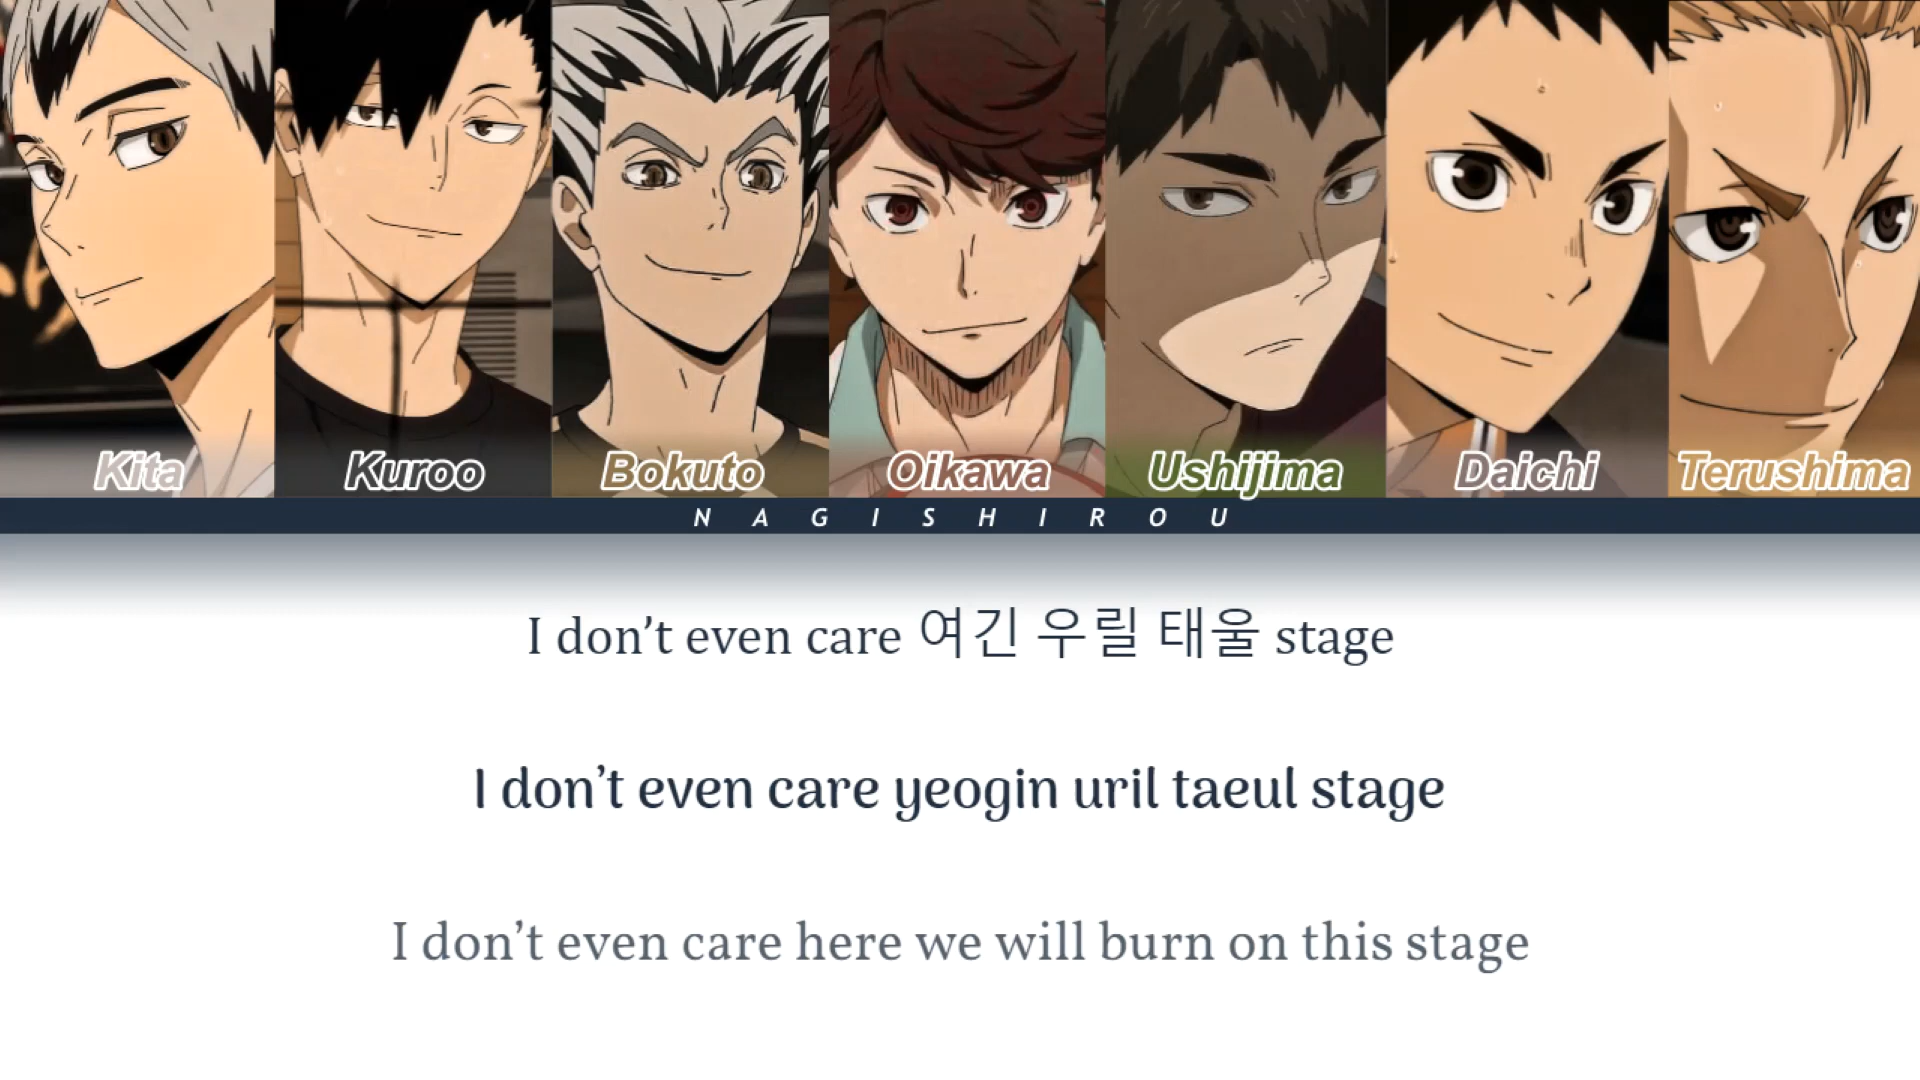 Kita Kuroo Bokuto Oikawa Ushijima Daichi Terushima
NAGISHIROU
I don't even care 여긴 우릴 태울 stage
I don't even care yeogin uril taeul stage
I don't even care here we will burn on this stage